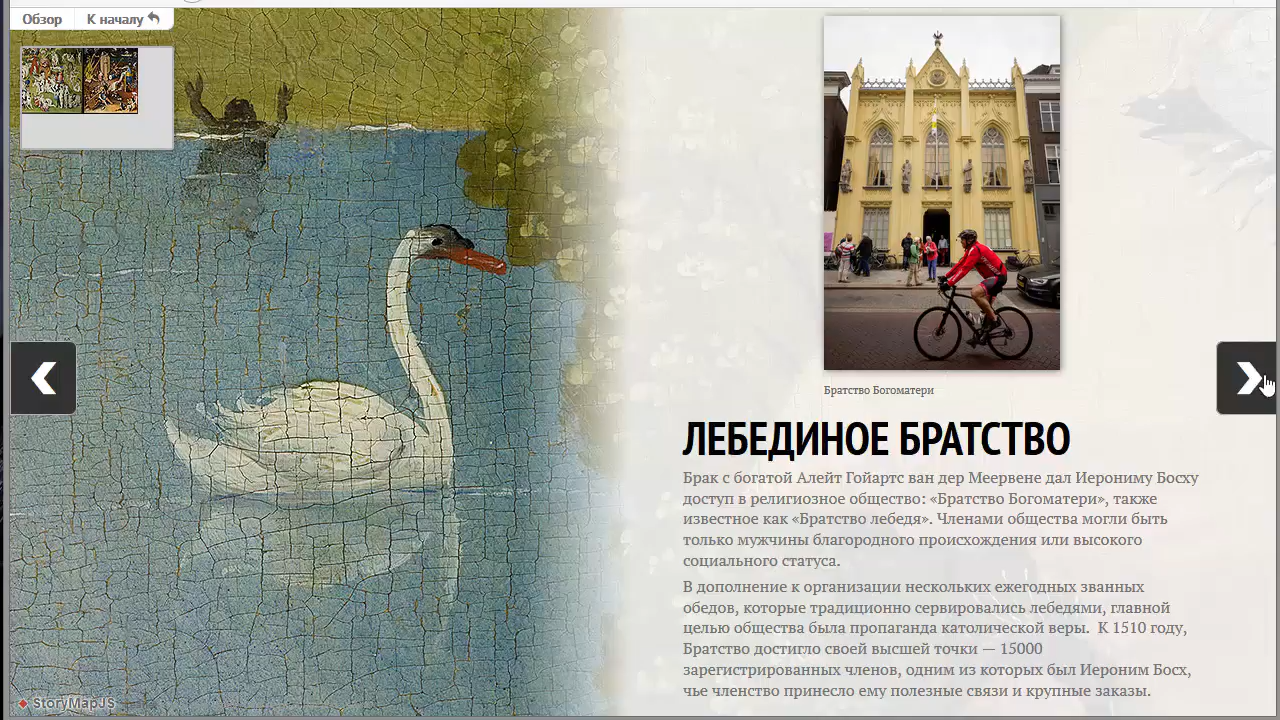 Обзор
К началу
Братство Богоматери
ЛЕБЕДИНОЕ БРАТСТВО
Брак с богатой Алейт Гойартс ван дер Меервене дал Иерониму Босху
доступ в религиозное общество: «Братство Богоматери», также
известное как «Братство лебедя». Членами общества могли быть
только мужчины благородного происхождения или высокого
социального статуса.
В дополнение к организации нескольких ежегодных званных
обедов, которые традиционно сервировались лебедями, главной
целью общества была пропаганда католической веры. К 1510 году,
Братство достигло своей высшей точки — 15000
зарегистрированных членов, одним из которых был Иероним Босх,
чье членство принесло ему полезные связи и крупные заказы.
StoryMapJS